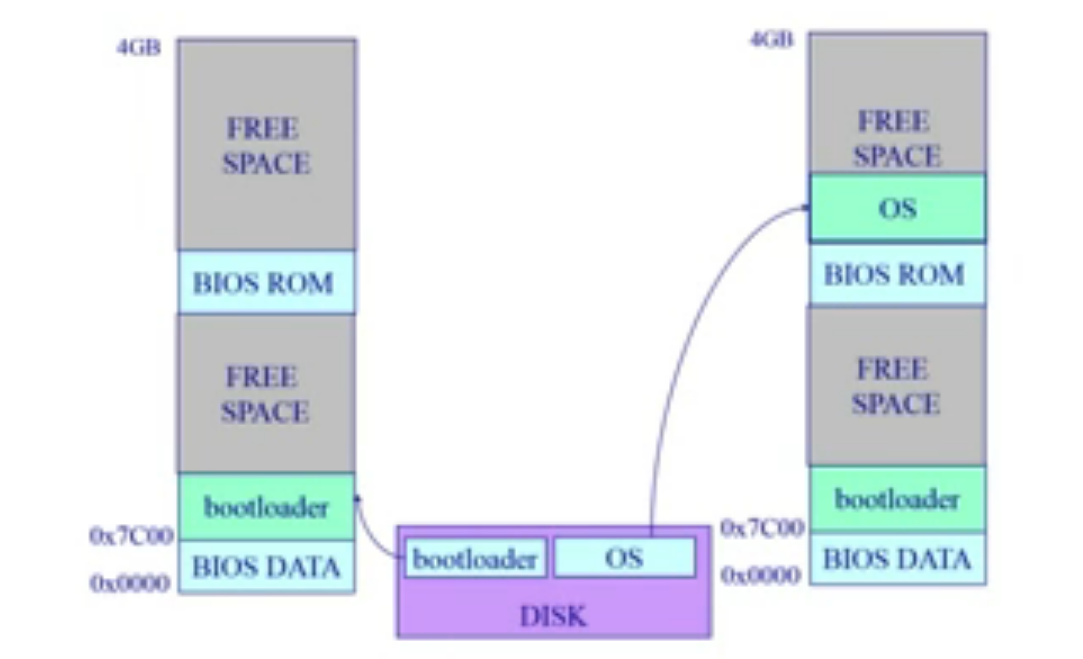 4GB
FREE
SPACE
BIOS ROM
FREE
SPACE
bootloader
0x7C00
BIOS DATA
0x0000
bootloader
OS
DISK
4GB
FREE
SPACE
OS
BIOS ROM
FREE
SPACE
bootloader
0x7C00
BIOS DATA
0x0000